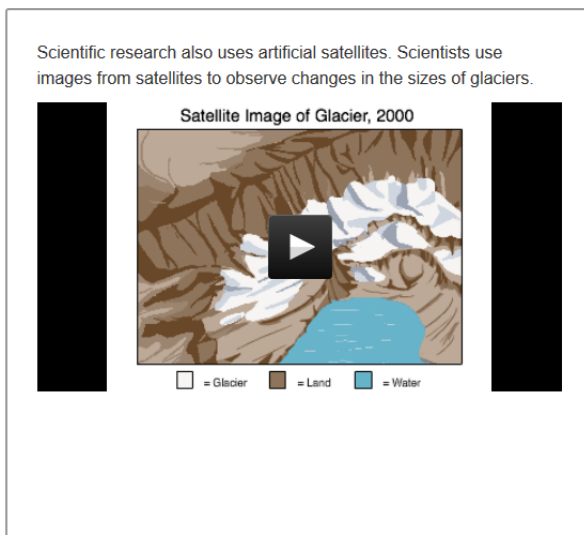 Scientific research also uses artificial satellites. Scientists use
images from satellites to observe changes in the sizes of glaciers.
Satellite Image of Glacier, 2000
= Glacier = Land = Water